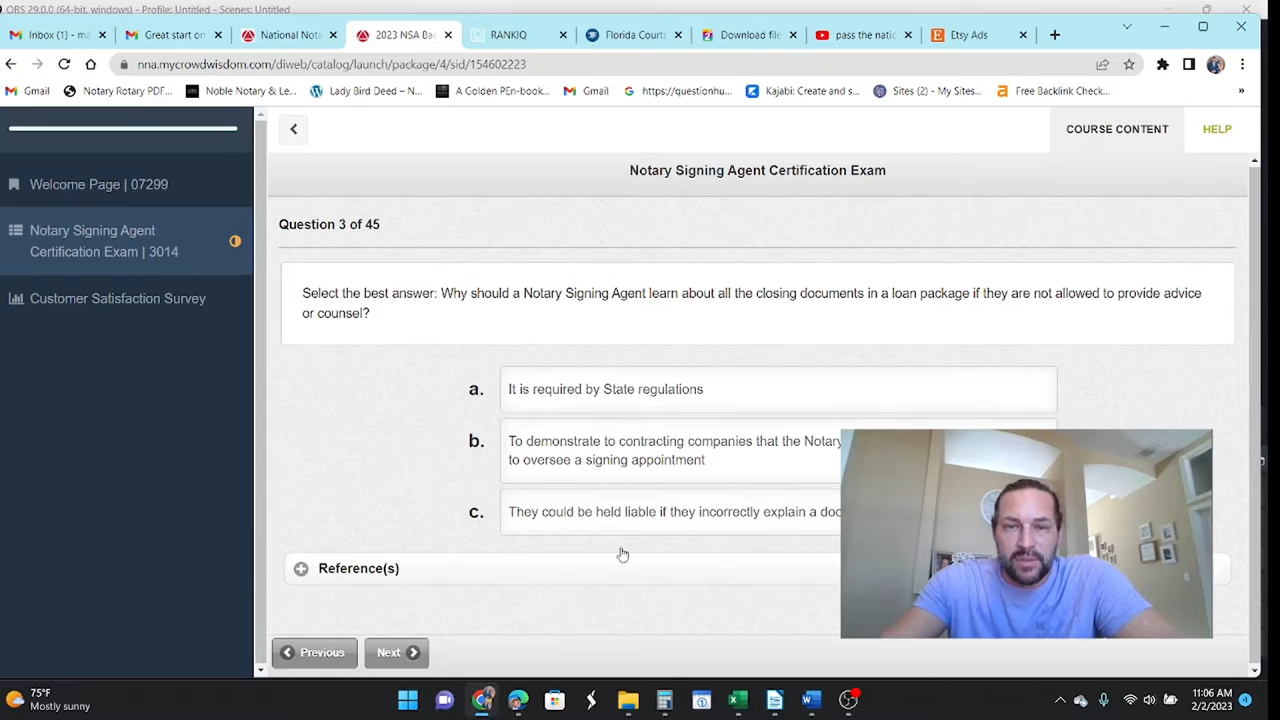 OBS 29.0.0 (64-bit, windows) - Profile: Untitled - Scenes: Untitled
Inbox (1) - ma
Great start on
National Nota
2023 NSA Bac
RANKIQ
Florida Courts
Download file
pass the natio
Etsy Ads
nna.mycrowdwisdom.com/diweb/catalog/launch/package/4/sid/154602223
Gmail
Notary Rotary PDF...
Noble Notary & Le...
Lady Bird Deed – N...
A Golden PEn-book...
Gmail
https://questionhu...
Kajabi: Create and s...
Sites (2) - My Sites...
Free Backlink Check...
»
COURSE CONTENT
HELP
Welcome Page | 07299
Notary Signing Agent
Certification Exam | 3014
Customer Satisfaction Survey
Notary Signing Agent Certification Exam
Question 3 of 45
Select the best answer: Why should a Notary Signing Agent learn about all the closing documents in a loan package if they are not allowed to provide advice
or counsel?
a. It is required by State regulations
b. To demonstrate to contracting companies that the Notary
to oversee a signing appointment
c. They could be held liable if they incorrectly explain a doc
Reference(s)
Previous
Next
75°F
Mostly sunny
11:06 AM
2/2/2023